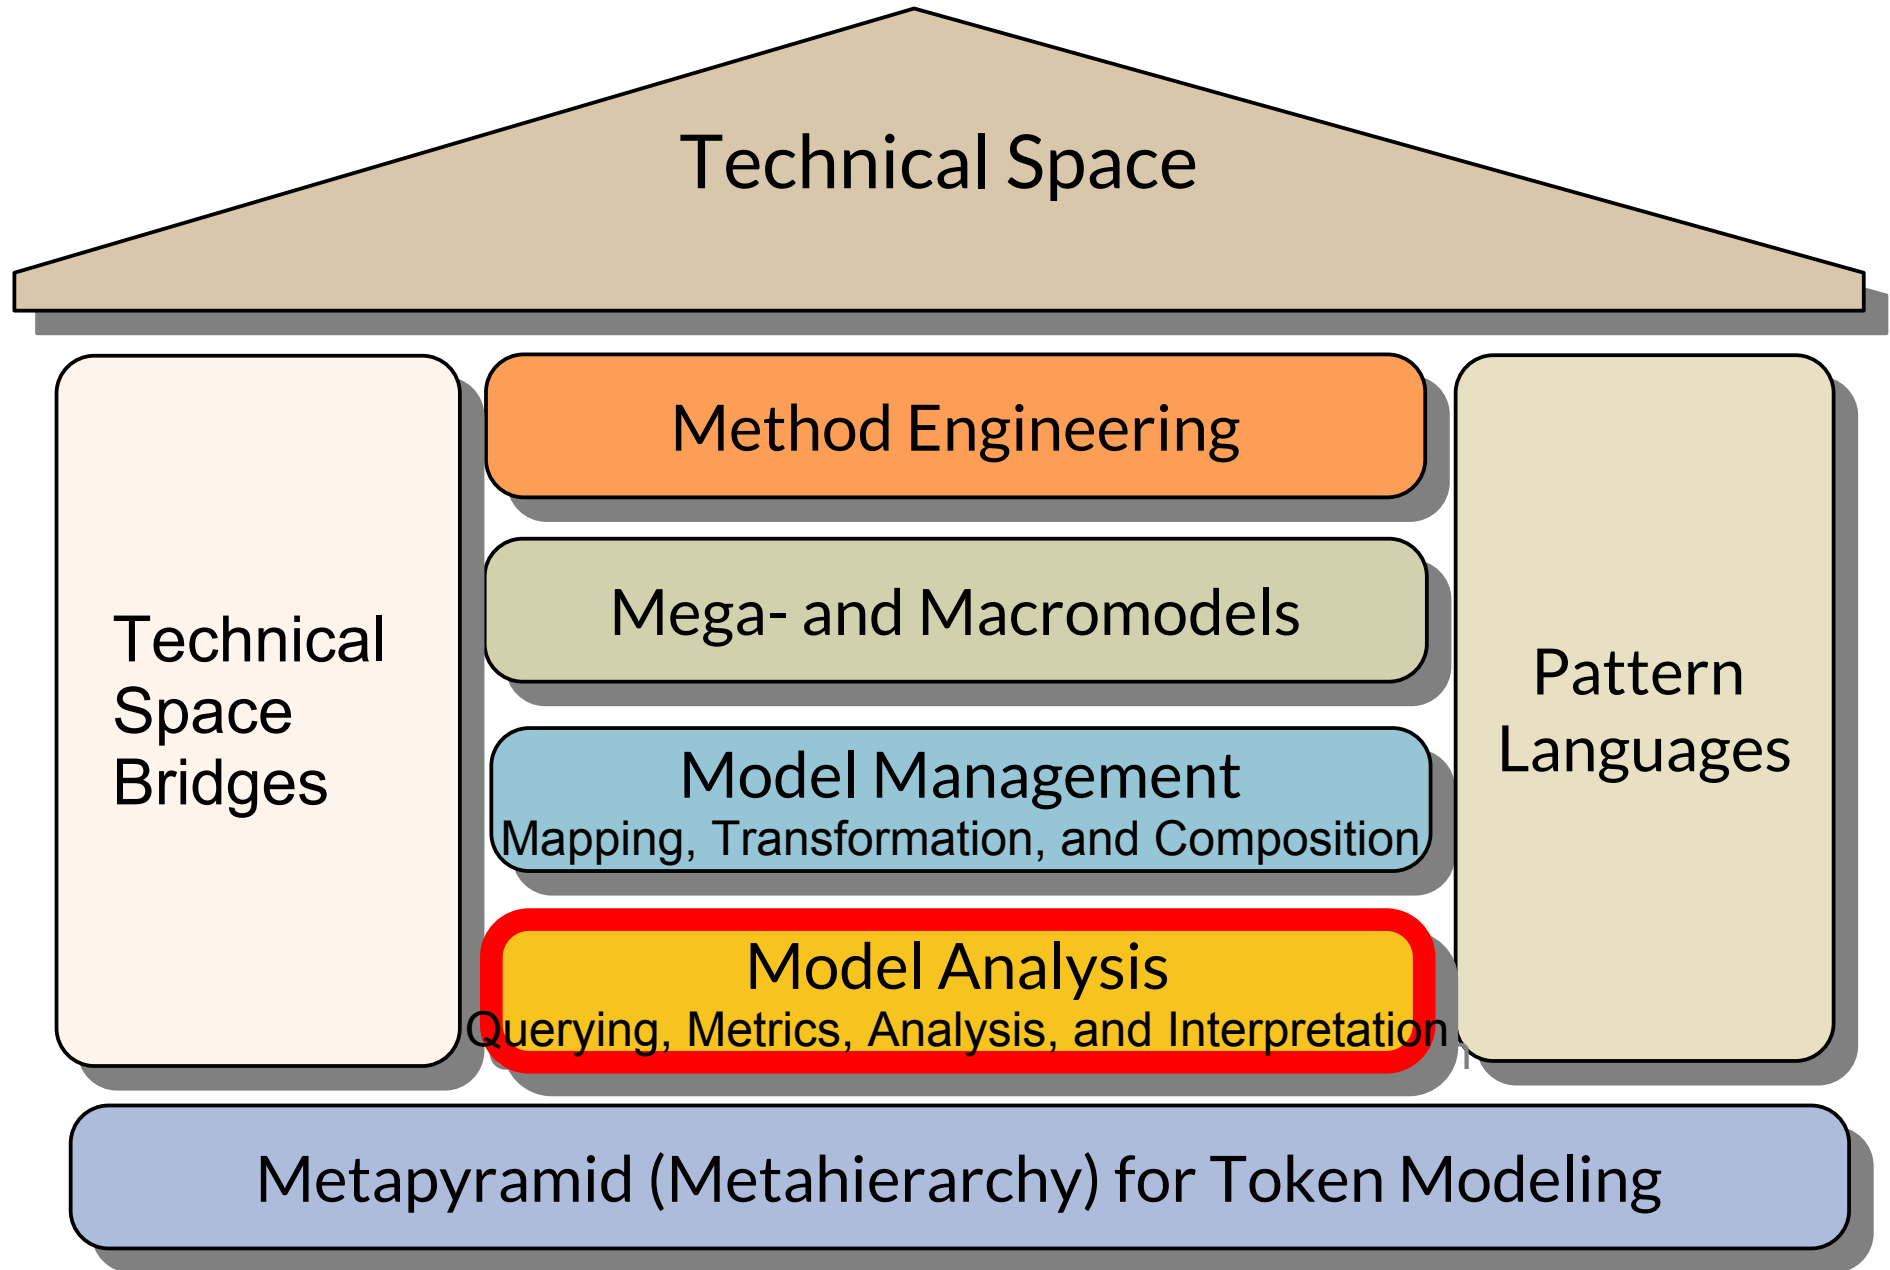 Technical Space
Method Engineering
Mega- and Macromodels
Technical
Space
Bridges
Pattern
Languages
Model Management
Mapping, Transformation, and Composition
Model Analysis
Querying, Metrics, Analysis, and Interpretation
Metapyramid (Metahierarchy) for Token Modeling